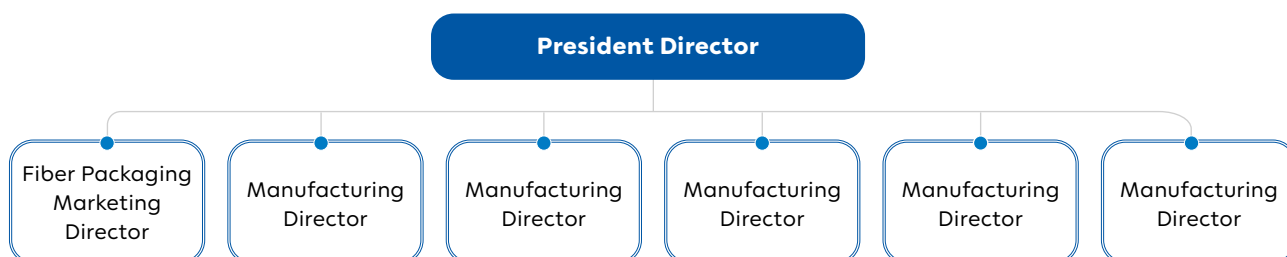 President Director
Fiber Packaging
Marketing
Director
Manufacturing
Director
Manufacturing
Director
Manufacturing
Director
Manufacturing
Director
Manufacturing
Director